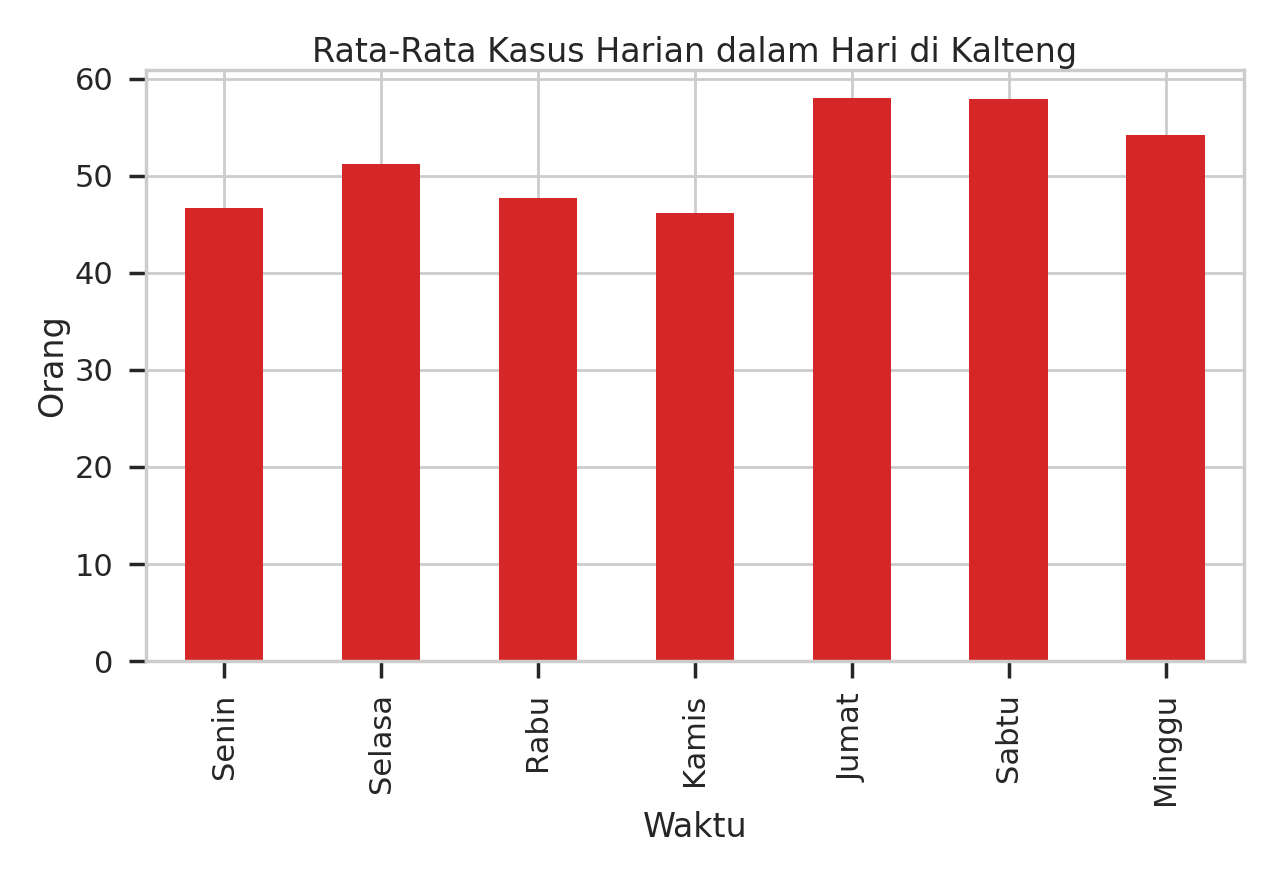 Rata-Rata Kasus Harian dalam Hari di Kalteng
60
50
40
30
20
10
0
Orang
Senin
Selasa
Rabu
Kamis
Jumat
Sabtu
Minggu
Waktu